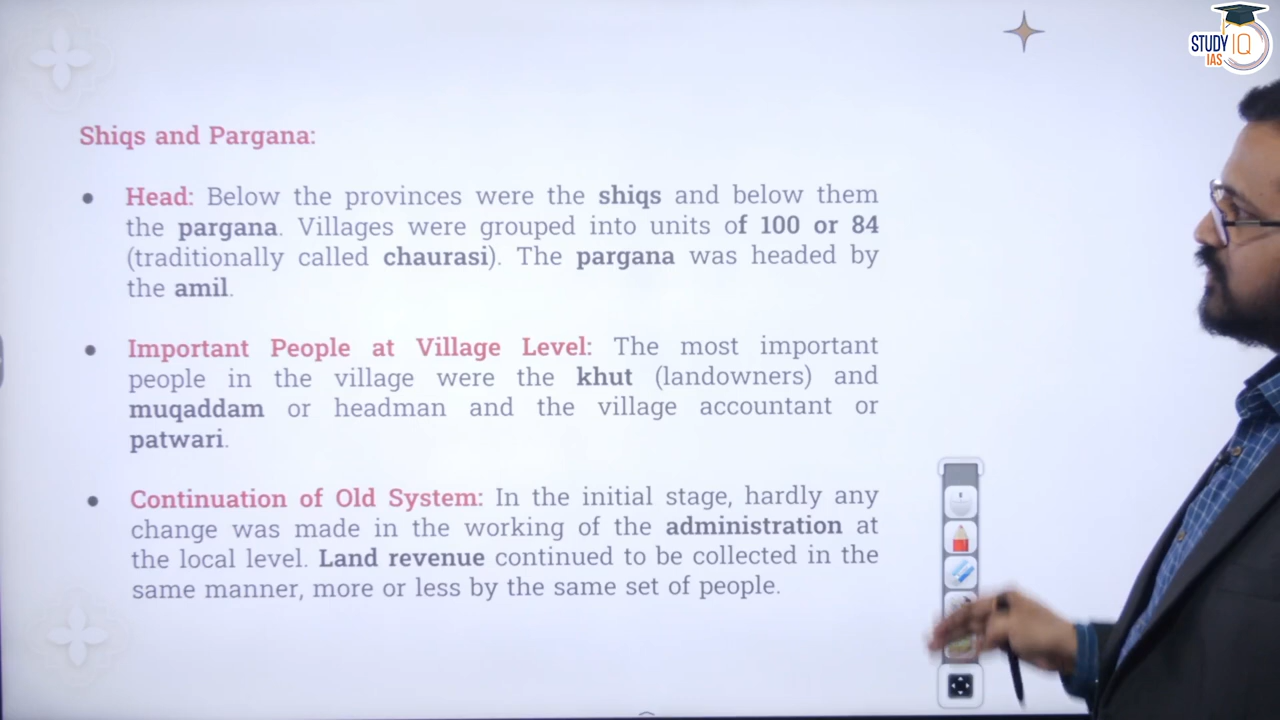 STUDY IQ
IAS
Shiqs and Pargana:
● Head: Below the provinces were the shiqs and below them
the pargana. Villages were grouped into units of 100 or 84
(traditionally called chaurasi). The pargana was headed by
the amil.
● Important People at Village Level: The most important
people in the village were the khut (landowners) and
muqaddam or headman and the village accountant or
patwari.
● Continuation of Old System: In the initial stage, hardly any
change was made in the working of the administration at
the local level. Land revenue continued to be collected in the
same manner, more or less by the same set of people.